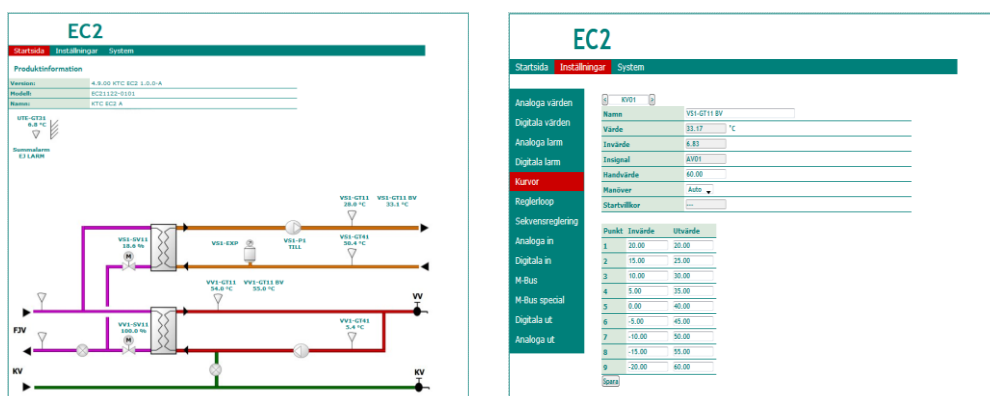 EC2
Startsida Inställningar System
Produktinformation
Version: 4.9.00 KTC EC2 1.0.0-A
Modell: EC21122-0101
Namn: KTC EC2 A
UTE-GT31
6.8 °C
Summalarm
EJ LARM
VS1-GT11 VS1-GT11 BV
28.0 °C 33.1 °C
VS1-SV11
18.6 %
M
VS1-EXP
VS1-P1
TILL
VS1-GT41
50.4 °C
VV1-GT11 VV1-GT11 BV
54.0 °C 55.0 °C
VV
FJV
VV1-SV11
100.0 %
M
VV1-GT41
5.4 °C
KV
KV
EC2
Startsida Inställningar System
Analoga värden
Digitala värden
Analoga larm
Digitala larm
Kurvor
Reglerloop
Sekvensreglering
Analoga in
Digitala in
M-Bus
M-Bus special
Digitala ut
Analoga ut
KV01
Namn VS1-GT11 BV
Värde 33.17 °C
Invärde 6.83
Insignal AV01
Handvärde 60.00
Manöver Auto
Startvillkor ---
Punkt Invärde Utvärde
1 20.00 20.00
2 15.00 25.00
3 10.00 30.00
4 5.00 35.00
5 0.00 40.00
6 -5.00 45.00
7 -10.00 50.00
8 -15.00 55.00
9 -20.00 60.00
Spara